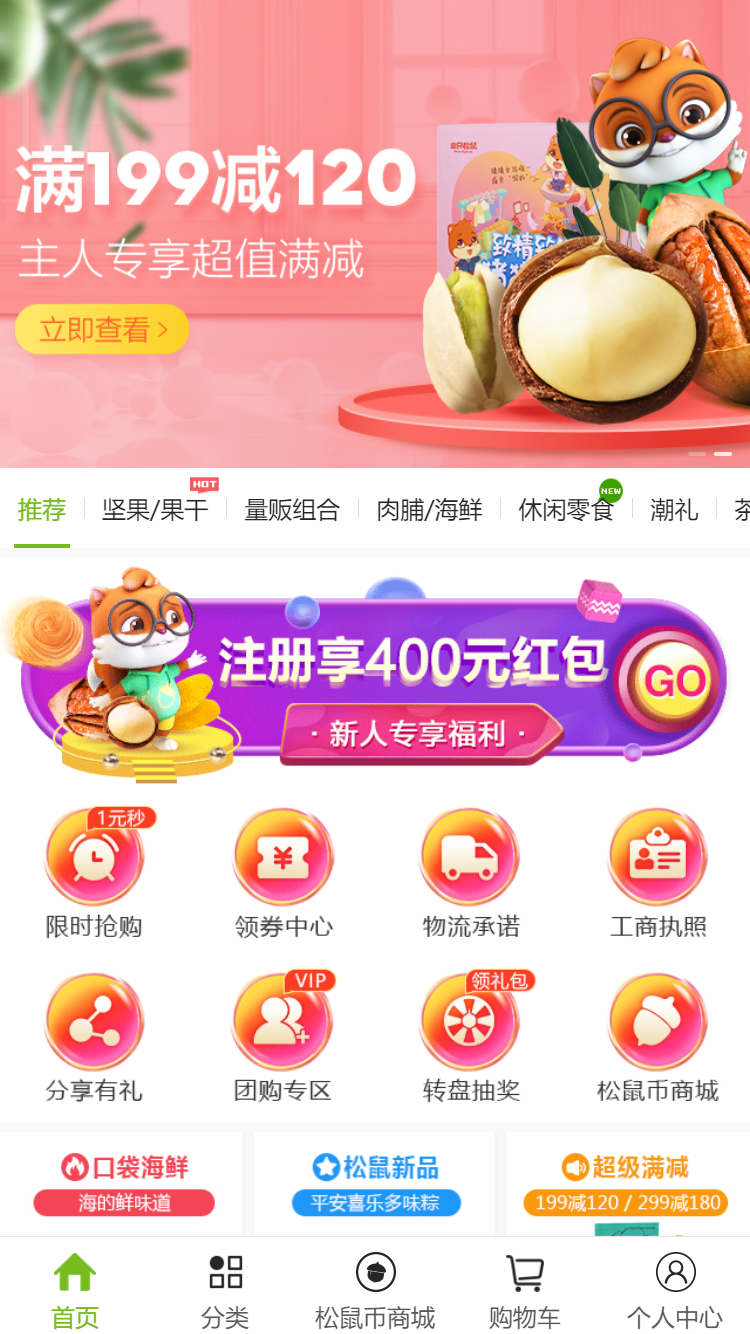 满199减120
主人专享超值满减
立即查看 >
三只松鼠
推荐
坚果/果干
HOT
量贩组合
肉脯/海鲜
休闲零食
NEW
潮礼
茶
注册享400元红包
GO
·新人专享福利·
1元秒
限时抢购
领券中心
物流承诺
工商执照
分享有礼
VIP
团购专区
领礼包
转盘抽奖
松鼠币商城
口袋海鲜
海的鲜味道
松鼠新品
平安喜乐多味粽
超级满减
199减120 / 299减180
首页
分类
松鼠币商城
购物车
个人中心